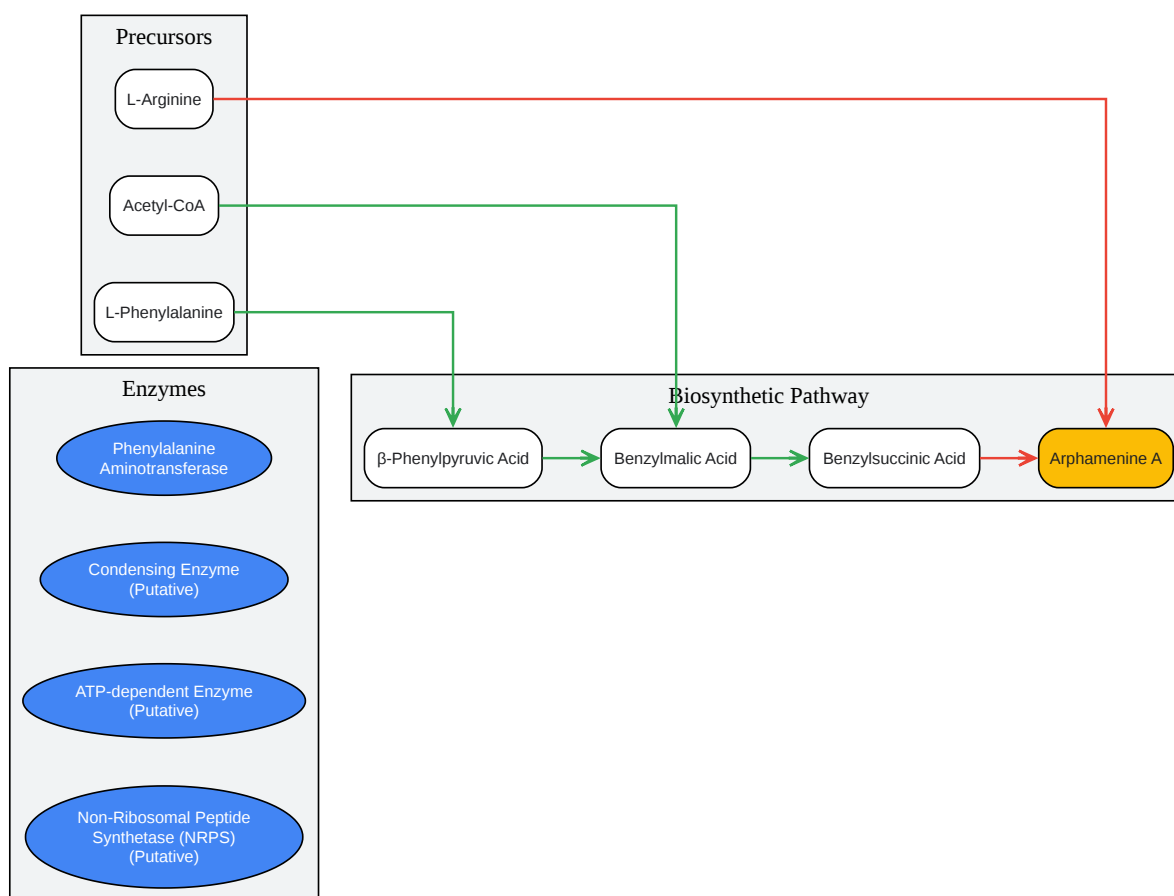 Precursors
L-Arginine
Acetyl-CoA
L-Phenylalanine
Enzymes
Phenylalanine
Aminotransferase
Condensing Enzyme
(Putative)
ATP-dependent Enzyme
(Putative)
Non-Ribosomal Peptide
Synthetase (NRPS)
(Putative)
Biosynthetic Pathway
β-Phenylpyruvic Acid
Benzylmalic Acid
Benzylsuccinic Acid
Arphamenine A